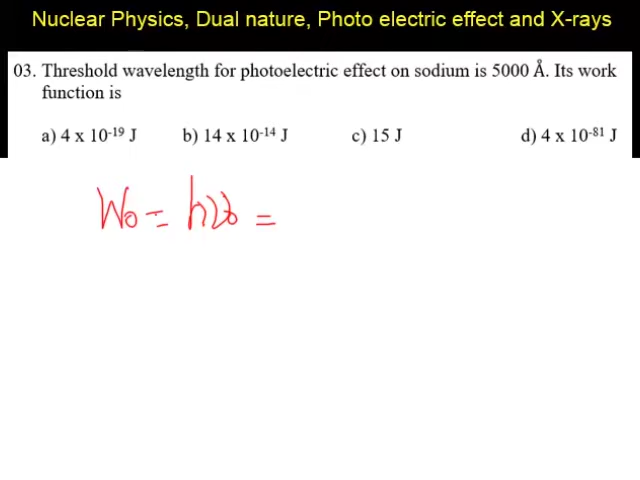 Nuclear Physics, Dual nature, Photo electric effect and X-rays
03. Threshold wavelength for photoelectric effect on sodium is 5000 Å. Its work
function is
a) 4 x 10⁻¹⁹ J b) 14 x 10⁻¹⁴ J c) 15 J d) 4 x 10⁻⁸¹ J
W₀ = hν₀ =